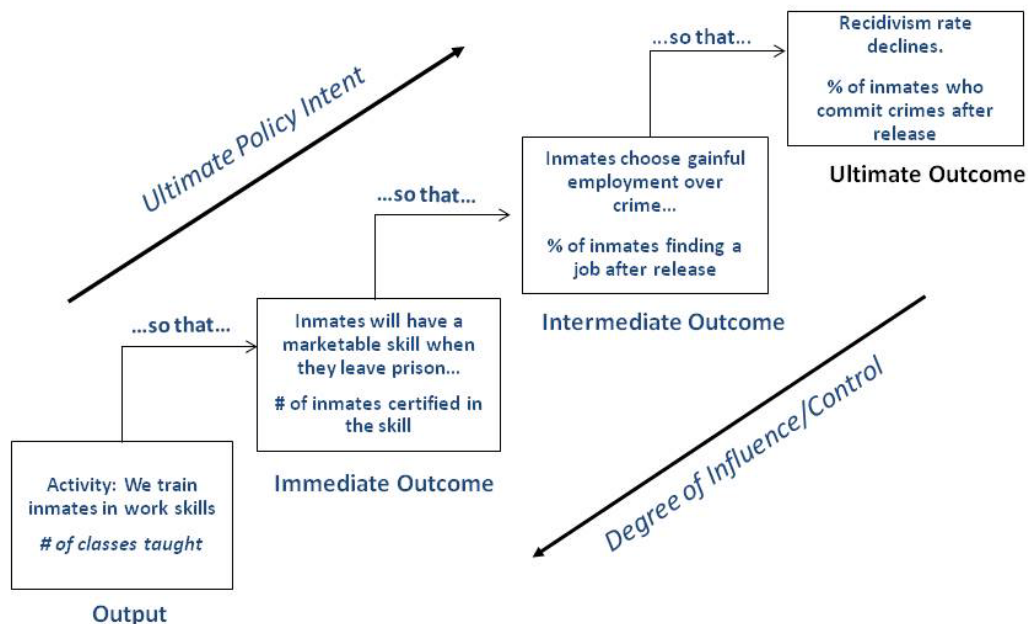 Recidivism rate
declines.
% of inmates who
commit crimes after
release
Ultimate Outcome
...so that...
Ultimate Policy Intent
Inmates choose gainful
employment over
crime...
% of inmates finding a
job after release
Intermediate Outcome
...so that...
Inmates will have a
marketable skill when
they leave prison...
# of inmates certified in
the skill
Immediate Outcome
...so that...
Degree of Influence/Control
Activity: We train
inmates in work skills
# of classes taught
Output